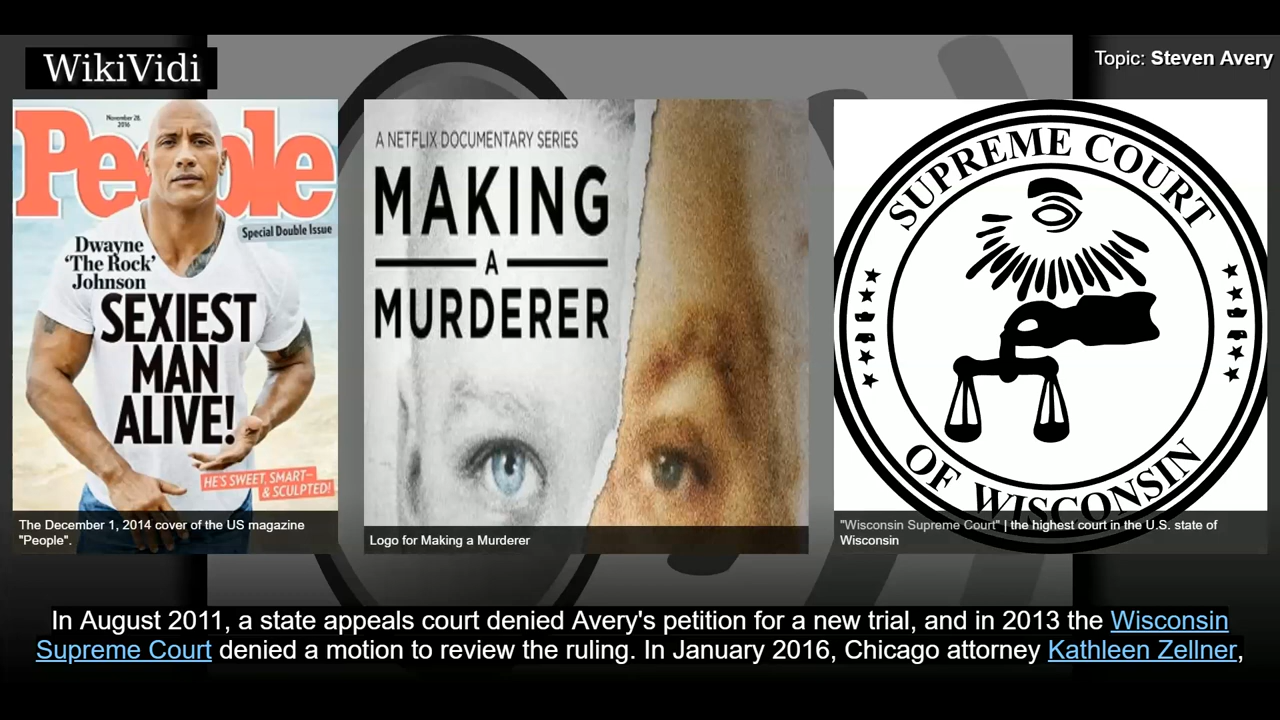 WikiVidi
Topic: Steven Avery
People
November 28,
2016
Special Double Issue
Dwayne
‘The Rock’
Johnson
SEXIEST
MAN
ALIVE!
HE'S SWEET, SMART–
& SCULPTED!
The December 1, 2014 cover of the US magazine
"People".
A NETFLIX DOCUMENTARY SERIES
MAKING
A
MURDERER
Logo for Making a Murderer
SUPREME COURT
OF WISCONSIN
"Wisconsin Supreme Court" | the highest court in the U.S. state of
Wisconsin
In August 2011, a state appeals court denied Avery's petition for a new trial, and in 2013 the Wisconsin
Supreme Court denied a motion to review the ruling. In January 2016, Chicago attorney Kathleen Zellner,